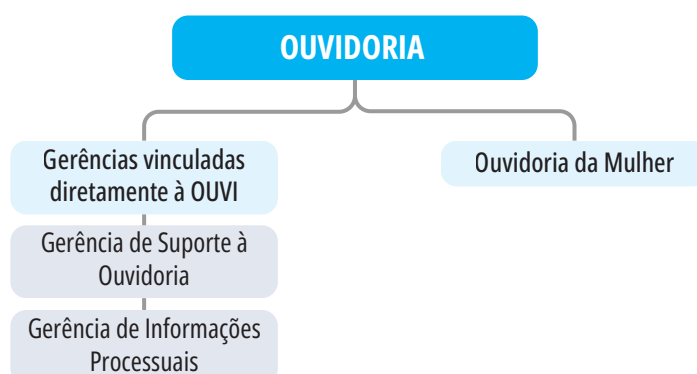 OUVIDORIA
Gerências vinculadas
diretamente à OUVI
Ouvidoria da Mulher
Gerência de Suporte à
Ouvidoria
Gerência de Informações
Processuais